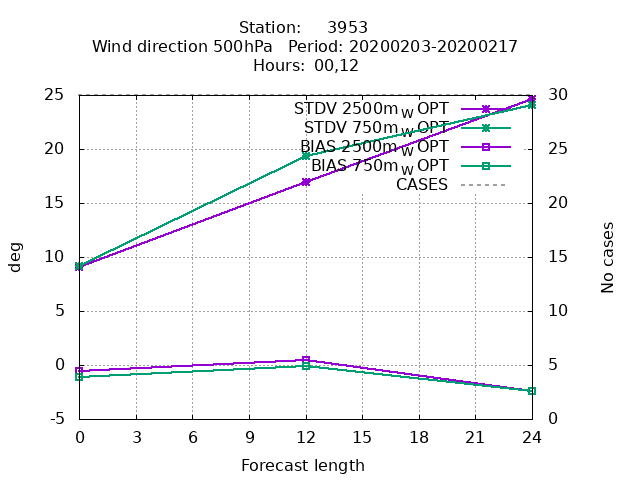 Station: 3953
Wind direction 500hPa Period: 20200203-20200217
Hours: 00,12
25
20
15
10
5
0
-5
30
25
20
15
10
5
0
STDV 2500m W OPT
STDV 750m W OPT
BIAS 2500m W OPT
BIAS 750m W OPT
CASES
deg
No cases
0 3 6 9 12 15 18 21 24
Forecast length